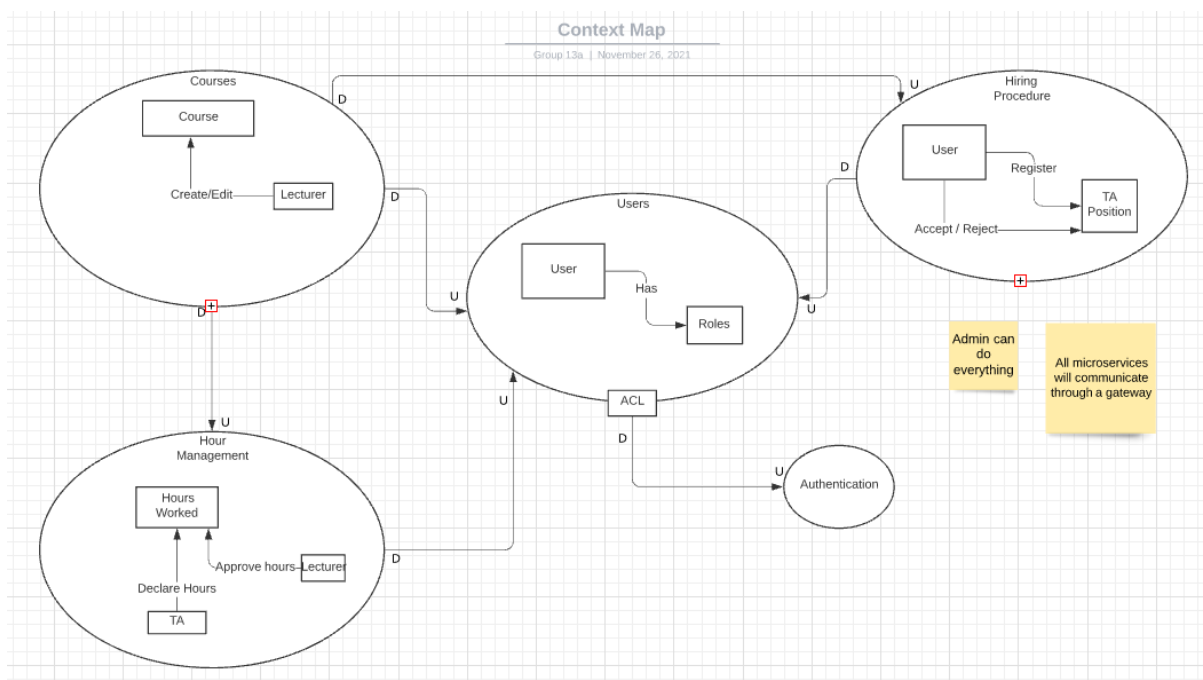 Context Map
Group 13a | November 26, 2021
Courses
Course
Create/Edit
Lecturer
D
U
Hiring
Procedure
User
Register
TA
Position
Accept / Reject
D
U
D
U
Users
User
Has
Roles
ACL
D
U
Authentication
Admin can
do
everything
All microservices
will communicate
through a gateway
D
U
Hour
Management
Hours
Worked
Approve hours
Lecturer
Declare Hours
TA
D
U